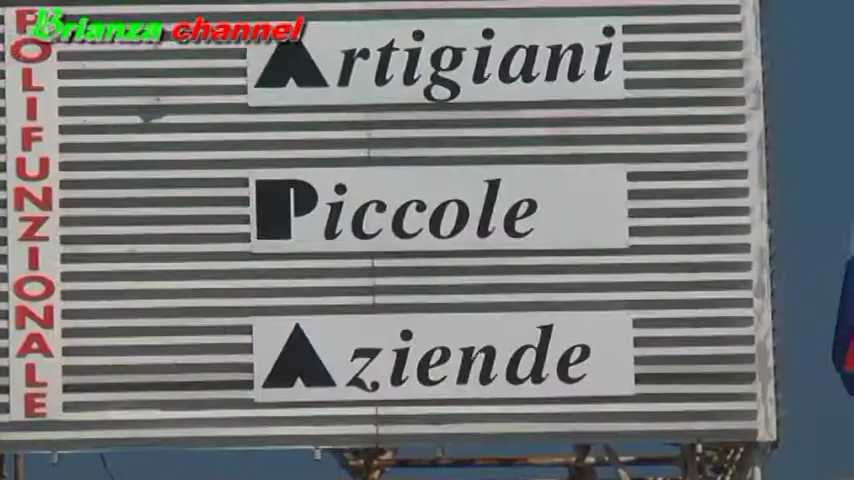 Brianza channel
POLIFUNZIONALE
Artigiani
Piccole
Aziende